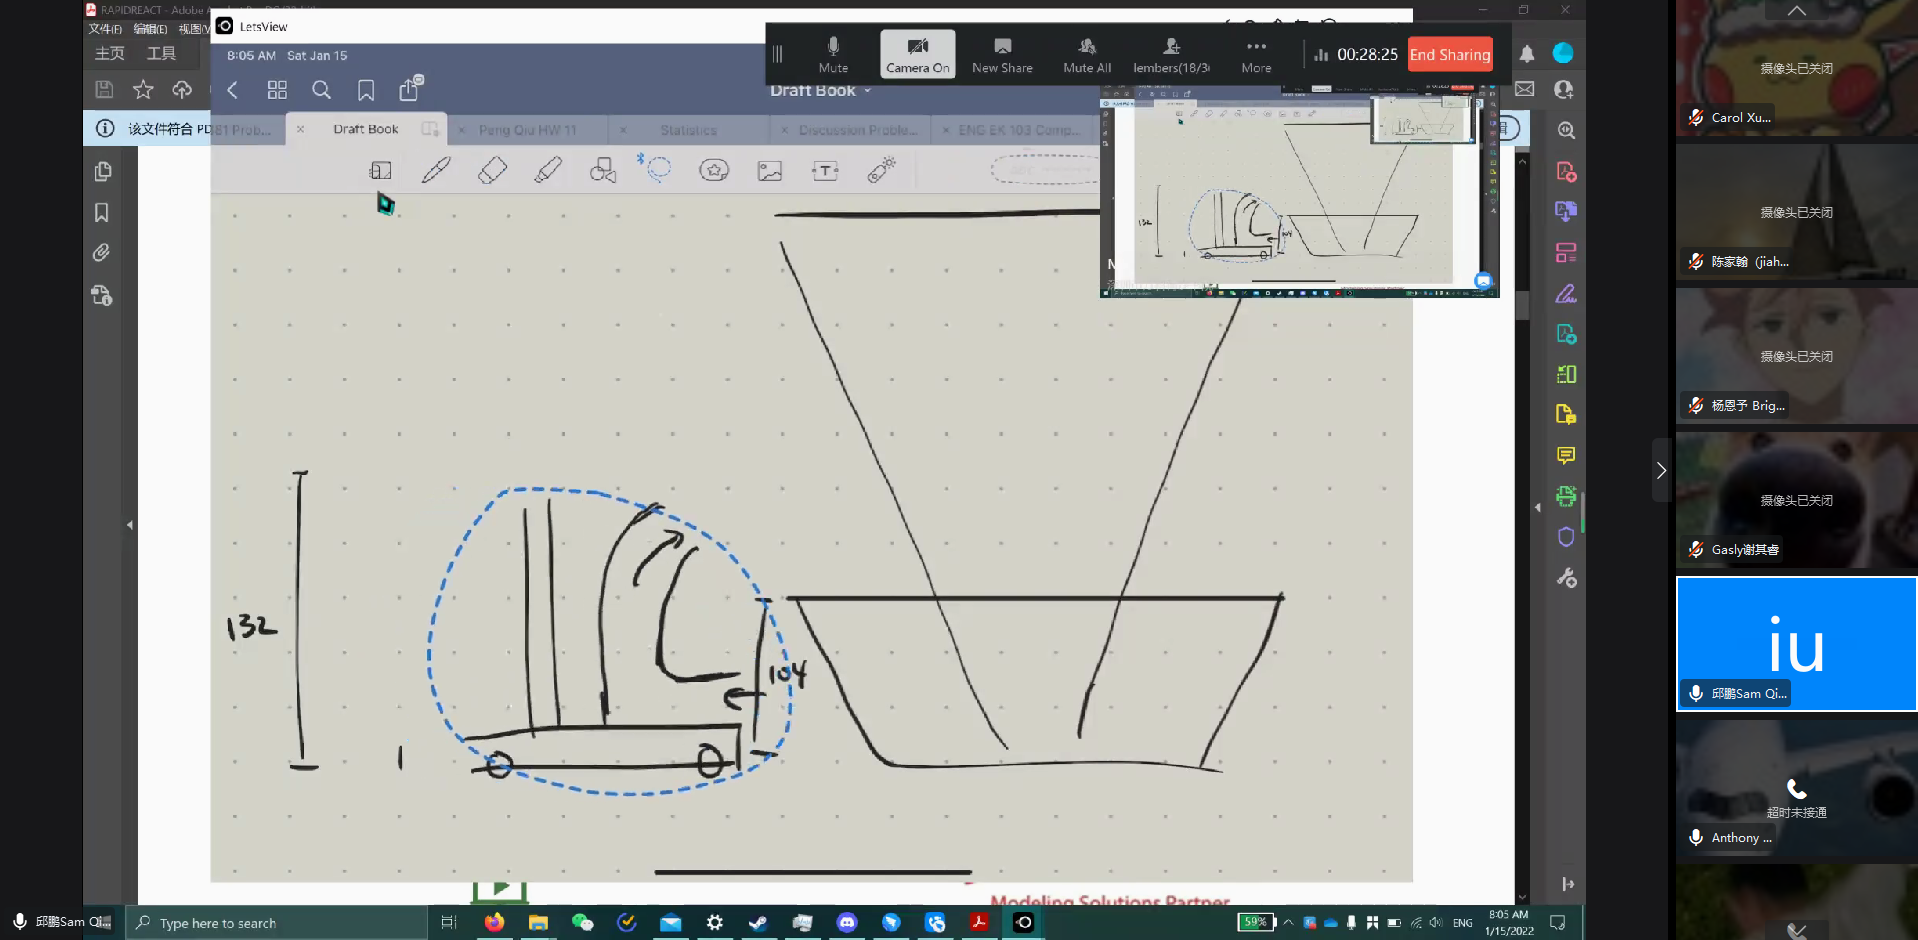 RAPIDREACT - Adobe
文件(F) 编辑(E) 视图(V
主页 工具
该文件符合 PD
LetsView
8:05 AM Sat Jan 15
Mute
Camera On
New Share
Mute All
More
00:28:25
End Sharing
Draft Book
Draft Book
Peng Qiu HW 11
Statistics
Discussion Proble...
ENG EK 103 Comp...
132
104
Modeling Solutions Partner
摄像头已关闭
Carol Xu...
摄像头已关闭
陈家翰（jiah...
摄像头已关闭
杨恩予 Brig...
摄像头已关闭
Gasly谢其睿
iu
邱鹏Sam Qi...
超时未接通
Anthony ...
邱鹏Sam Qi
Type here to search
59%
ENG
8:05 AM
1/15/2022